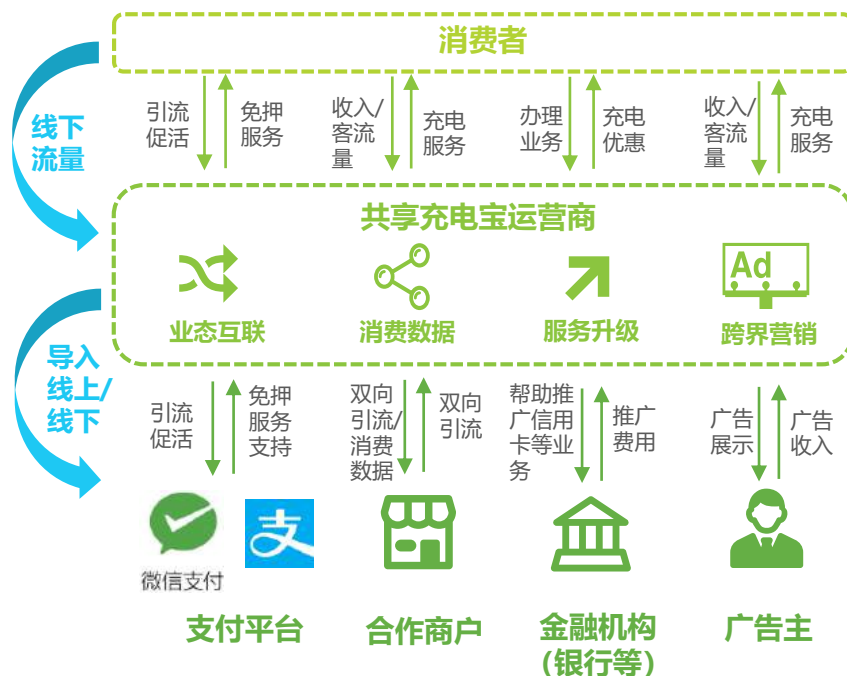 消费者
引流
促活
免押
服务
收入/
客流
量
充电
服务
办理
业务
充电
优惠
收入/
客流
量
充电
服务
线下
流量
共享充电宝运营商
Ad
业态互联
消费数据
服务升级
跨界营销
导入
线上/
线下
引流
促活
免押
服务
支持
双向
引流/
消费
数据
双向
引流
帮助推
广信用
卡等业
务
推广
费用
广告
展示
广告
收入
支
微信支付
支付平台
合作商户
金融机构
（银行等）
广告主